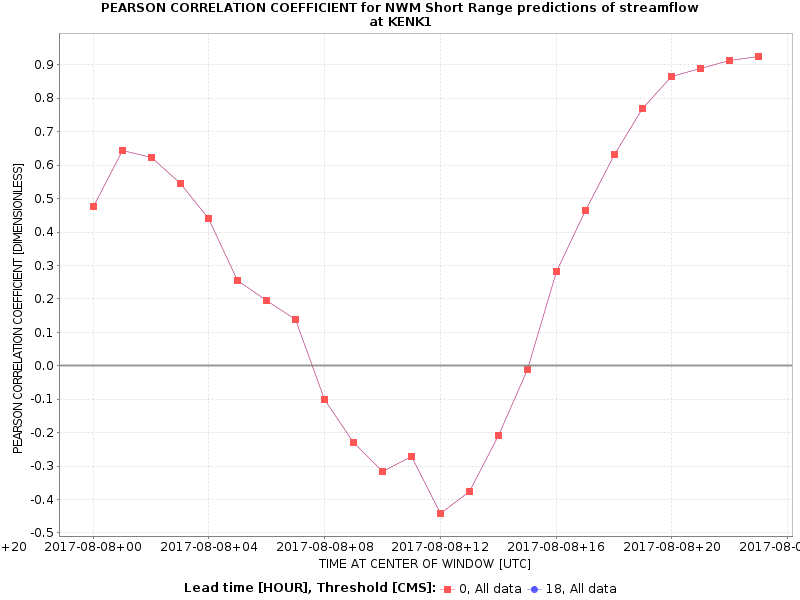 PEARSON CORRELATION COEFFICIENT for NWM Short Range predictions of streamflow
at KENK1
PEARSON CORRELATION COEFFICIENT [DIMENSIONLESS]
0.9
0.8
0.7
0.6
0.5
0.4
0.3
0.2
0.1
0.0
-0.1
-0.2
-0.3
-0.4
-0.5
+20 2017-08-08+00 2017-08-08+04 2017-08-08+08 2017-08-08+12 2017-08-08+16 2017-08-08+20 2017-08-0
TIME AT CENTER OF WINDOW [UTC]
Lead time [HOUR], Threshold [CMS]: 0, All data 18, All data